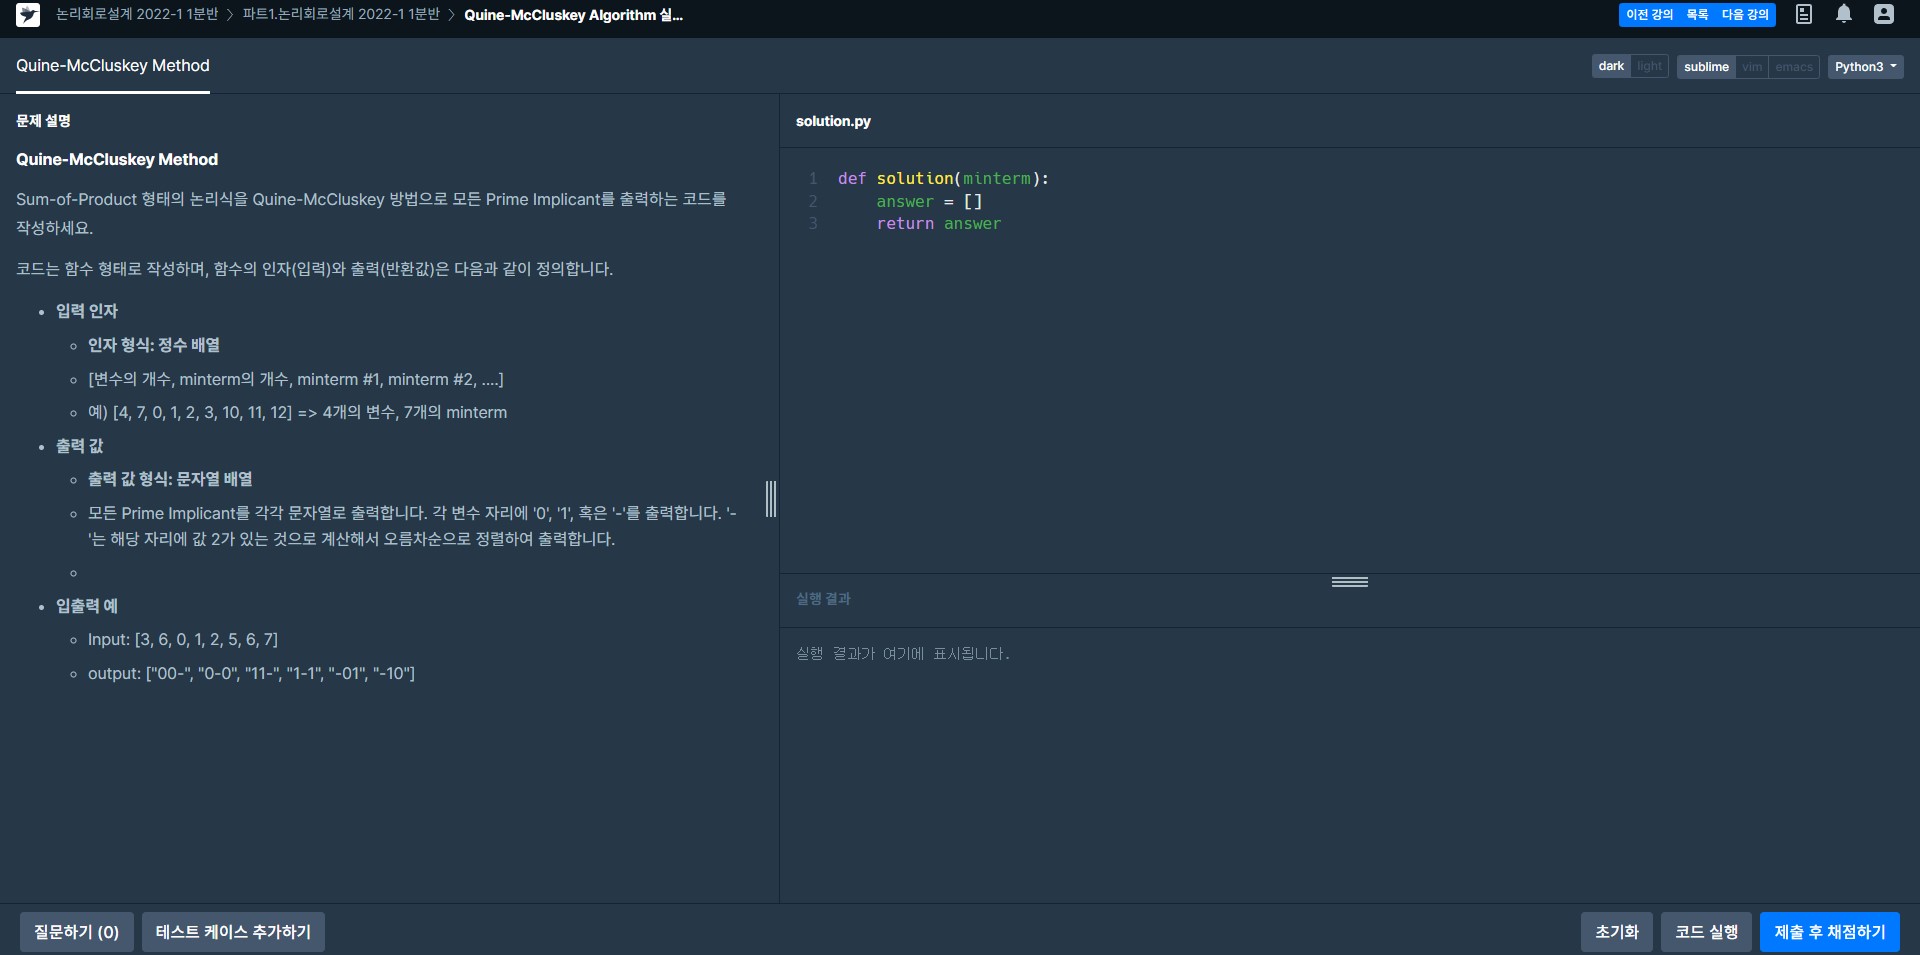 논리회로설계 2022-1 1분반 > 파트1.논리회로설계 2022-1 1분반 > Quine-McCluskey Algorithm 실...
이전 강의 목록 다음 강의
Quine-McCluskey Method
dark light sublime vim emacs Python3
문제 설명
Quine-McCluskey Method
Sum-of-Product 형태의 논리식을 Quine-McCluskey 방법으로 모든 Prime Implicant를 출력하는 코드를
작성하세요.
코드는 함수 형태로 작성하며, 함수의 인자(입력)와 출력(반환값)은 다음과 같이 정의합니다.
입력 인자
인자 형식: 정수 배열
[변수의 개수, minterm의 개수, minterm #1, minterm #2, ....]
예) [4, 7, 0, 1, 2, 3, 10, 11, 12] => 4개의 변수, 7개의 minterm
출력 값
출력 값 형식: 문자열 배열
모든 Prime Implicant를 각각 문자열로 출력합니다. 각 변수 자리에 '0', '1', 혹은 '-'를 출력합니다. '-
'는 해당 자리에 값 2가 있는 것으로 계산해서 오름차순으로 정렬하여 출력합니다.
입출력 예
Input: [3, 6, 0, 1, 2, 5, 6, 7]
output: ["00-", "0-0", "11-", "1-1", "-01", "-10"]
solution.py
1 def solution(minterm):
2 answer = []
3 return answer
실행 결과
실행 결과가 여기에 표시됩니다.
질문하기 (0) 테스트 케이스 추가하기
초기화 코드 실행 제출 후 채점하기